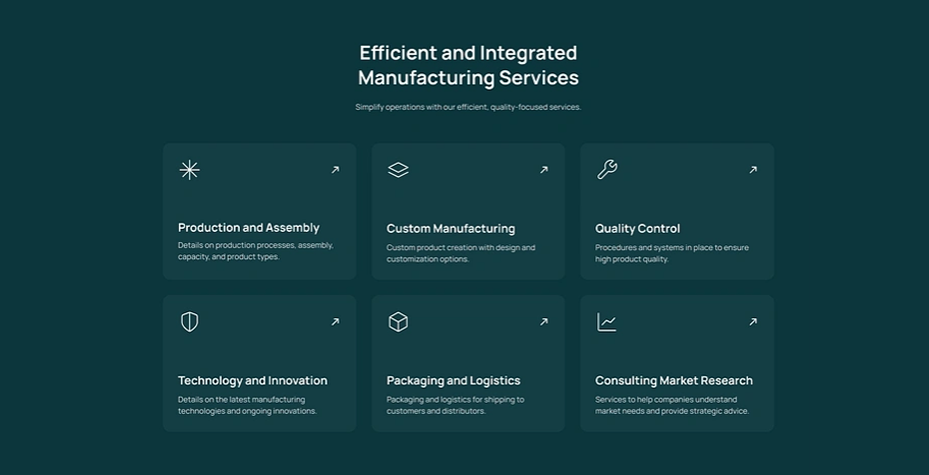 Efficient and Integrated
Manufacturing Services
Simplify operations with our efficient, quality-focused services.
Production and Assembly
Details on production processes, assembly,
capacity, and product types.
Custom Manufacturing
Custom product creation with design and
customization options.
Quality Control
Procedures and systems in place to ensure
high product quality.
Technology and Innovation
Details on the latest manufacturing
technologies and ongoing innovations.
Packaging and Logistics
Packaging and logistics for shipping to
customers and distributors.
Consulting Market Research
Services to help companies understand
market needs and provide strategic advice.